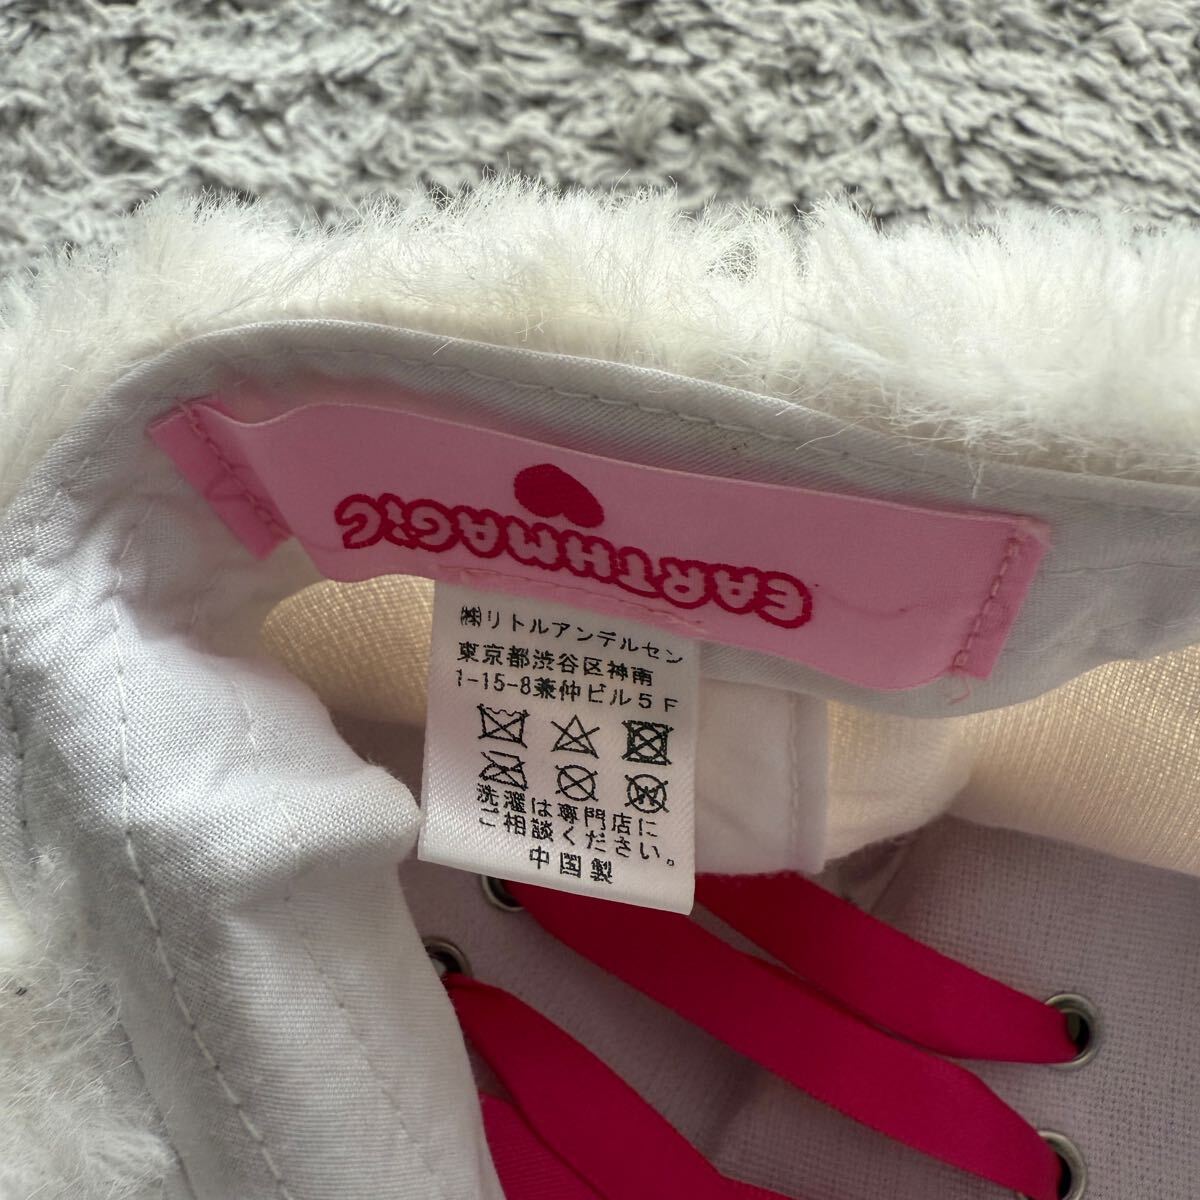 EARTHMAGiC
㈱リトルアンデルセン
東京都渋谷区神南
1-15-8兼仲ビル5F
洗濯は専門店に
ご相談ください。
中国製